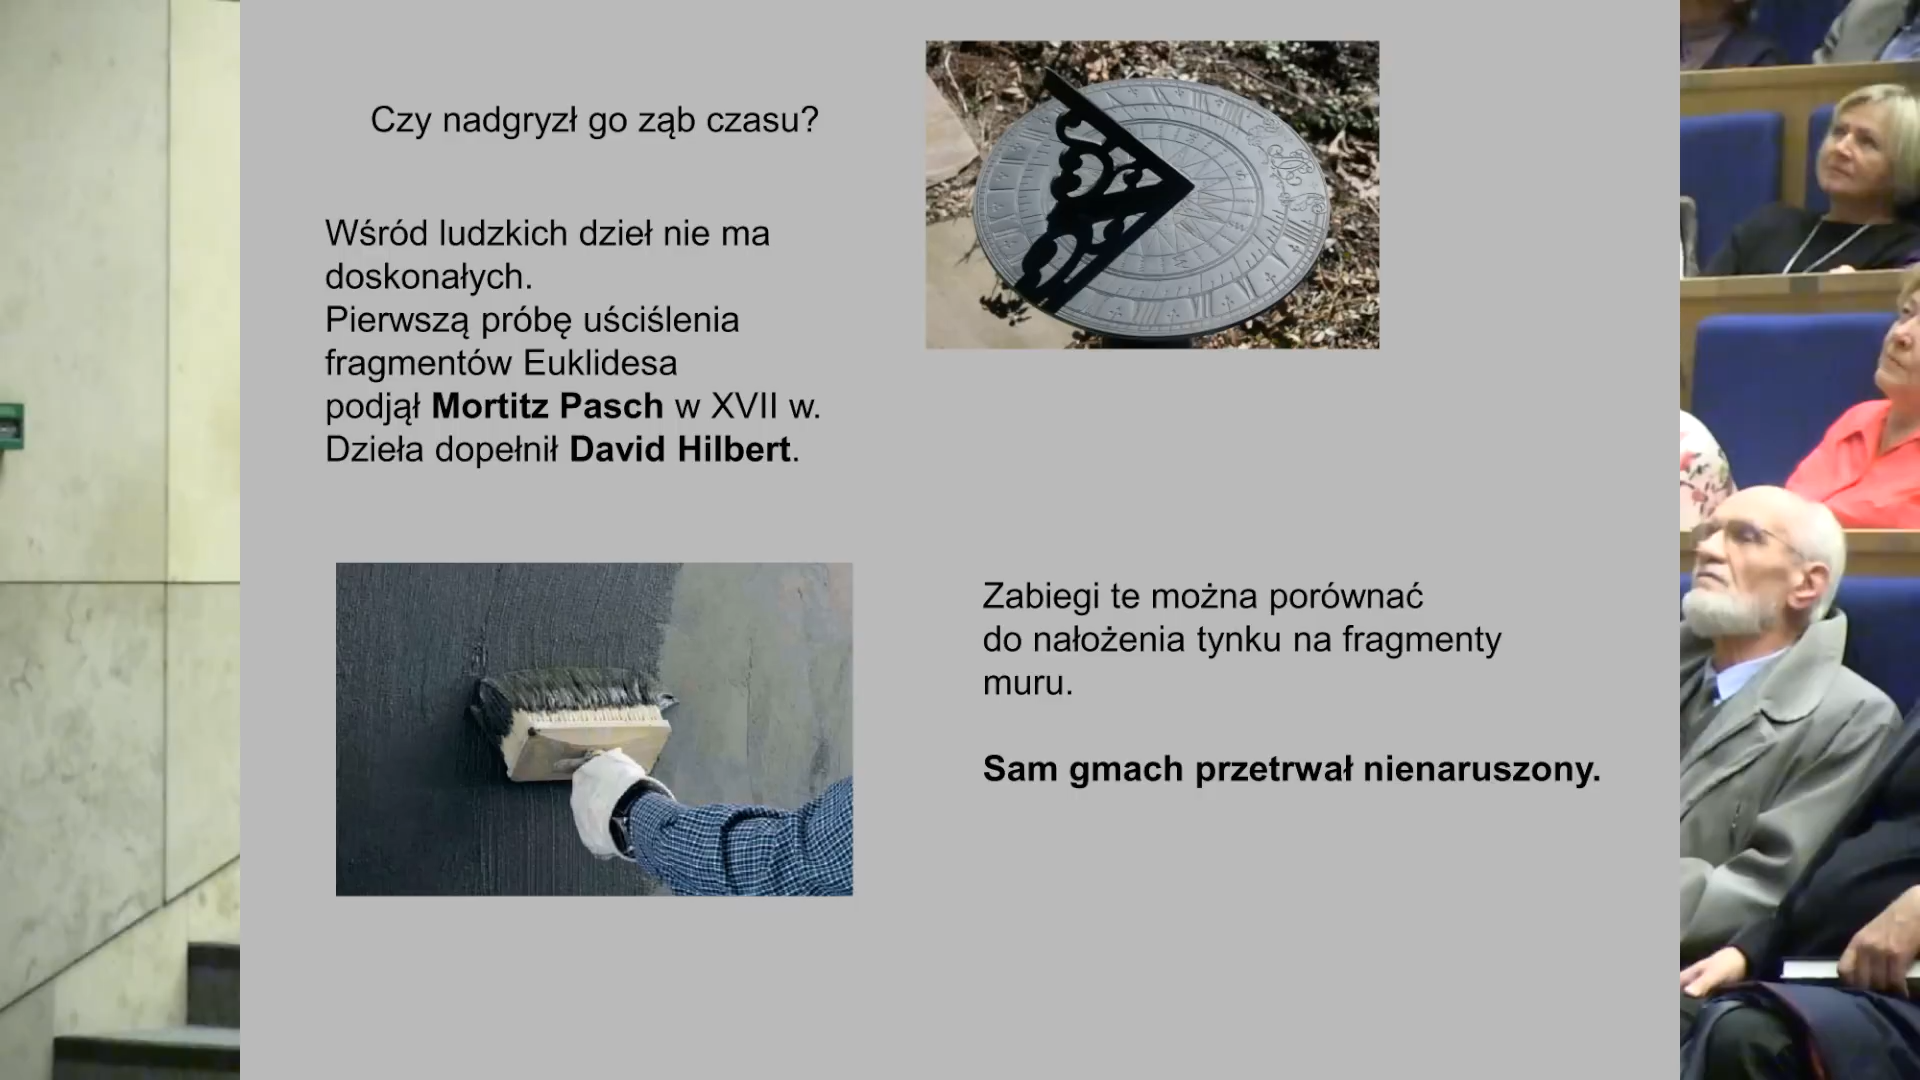 Czy nadgryzł go ząb czasu?
Wśród ludzkich dzieł nie ma
doskonałych.
Pierwszą próbę uściślenia
fragmentów Euklidesa
podjął Mortitz Pasch w XVII w.
Dzieła dopełnił David Hilbert.
Zabiegi te można porównać
do nałożenia tynku na fragmenty
muru.
Sam gmach przetrwał nienaruszony.